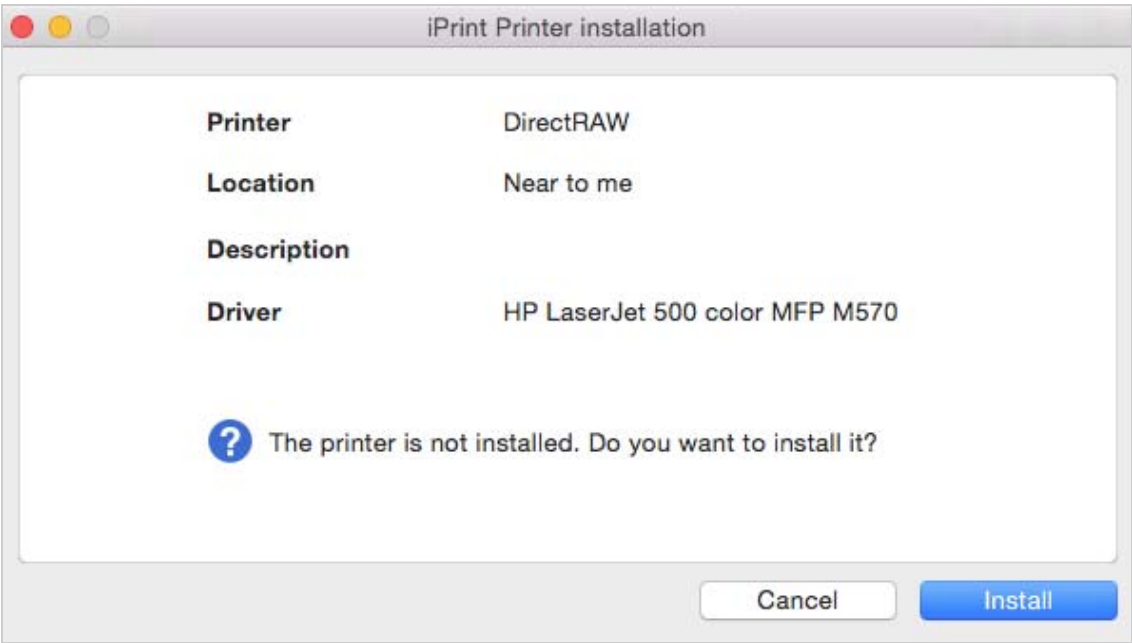 iPrint Printer installation
Printer DirectRAW
Location Near to me
Description
Driver HP LaserJet 500 color MFP M570
? The printer is not installed. Do you want to install it?
Cancel Install